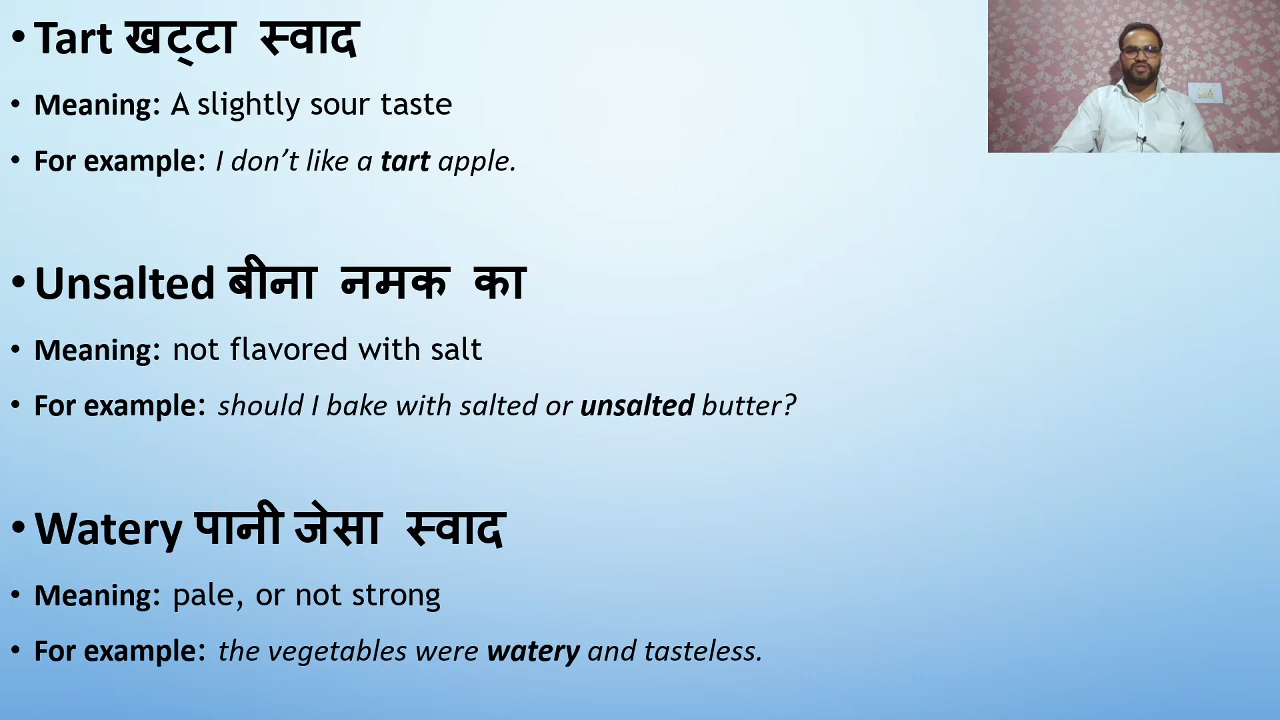 • Tart खट्टा स्वाद
• Meaning: A slightly sour taste
• For example: I don’t like a tart apple.
• Unsalted बीना नमक का
• Meaning: not flavored with salt
• For example: should I bake with salted or unsalted butter?
• Watery पानी जेसा स्वाद
• Meaning: pale, or not strong
• For example: the vegetables were watery and tasteless.